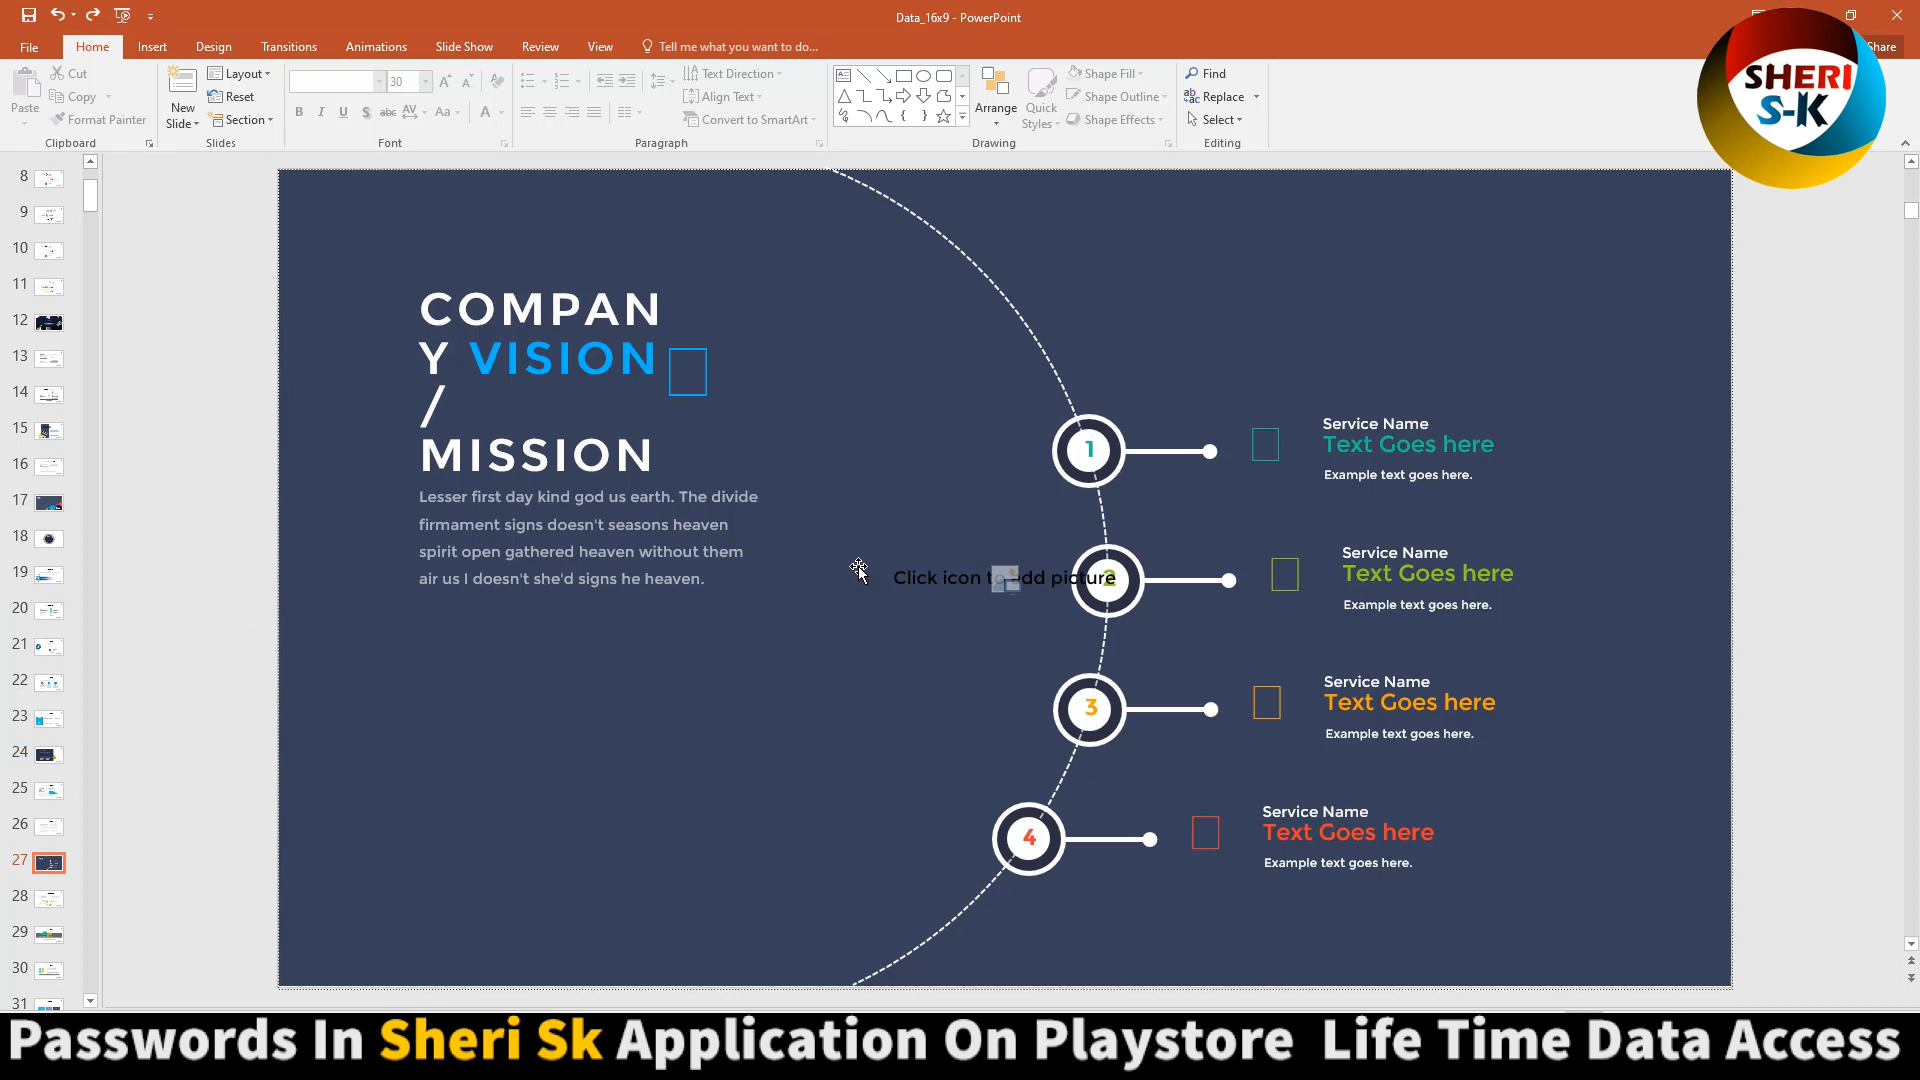 Data_16x9 - PowerPoint
File Home Insert Design Transitions Animations Slide Show Review View Tell me what you want to do... Share
Paste
Cut
Copy
Format Painter
Clipboard
New
Slide
Layout
Reset
Section
Slides
30
B I U S abc AV Aa A
Font
Text Direction
Align Text
Convert to SmartArt
Paragraph
Arrange
Quick
Styles
Shape Fill
Shape Outline
Shape Effects
Drawing
Find
Replace
Select
Editing
SHERI
S-K
8
9
10
11
12
13
14
15
16
17
18
19
20
21
22
23
24
25
26
27
28
29
30
31
COMPAN
Y VISION
/
MISSION
Lesser first day kind god us earth. The divide
firmament signs doesn't seasons heaven
spirit open gathered heaven without them
air us I doesn't she'd signs he heaven.
Click icon to add picture
1
Service Name
Text Goes here
Example text goes here.
2
Service Name
Text Goes here
Example text goes here.
3
Service Name
Text Goes here
Example text goes here.
4
Service Name
Text Goes here
Example text goes here.
Passwords In Sheri Sk Application On Playstore Life Time Data Access